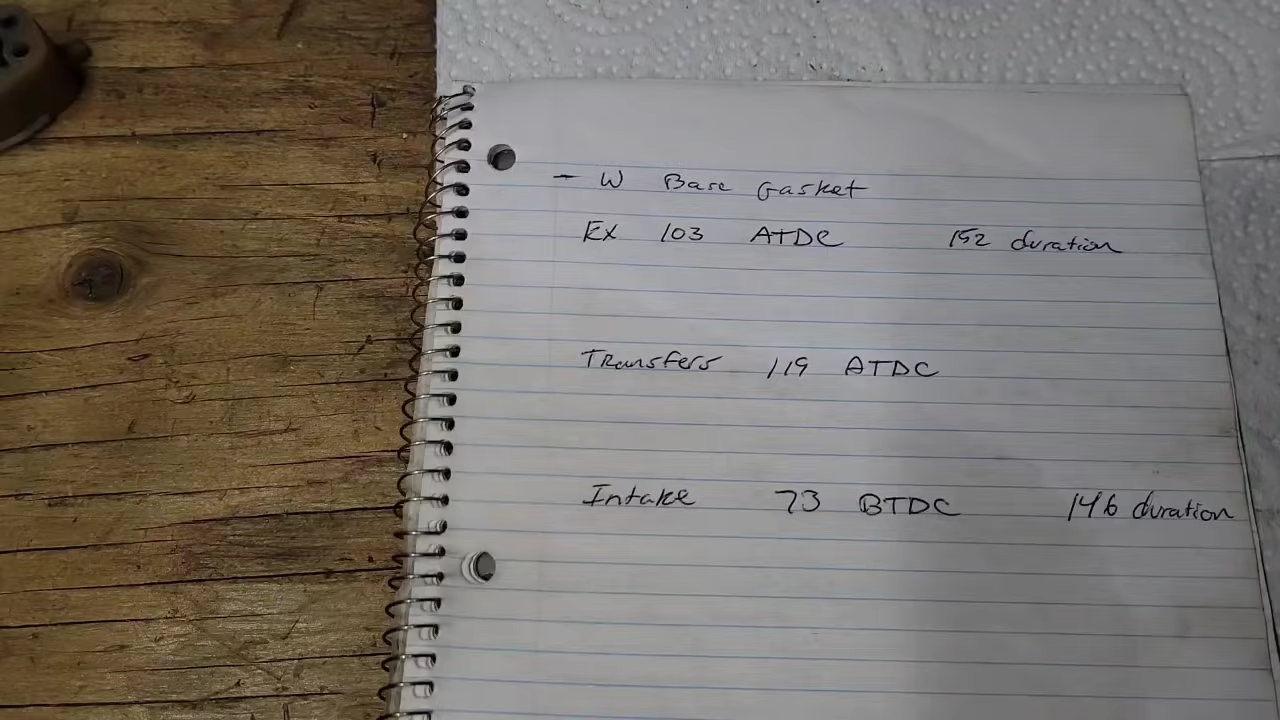 - W Base Gasket
Ex 103 ATDC 152 duration
Transfers 119 ATDC
Intake 73 BTDC 146 duration